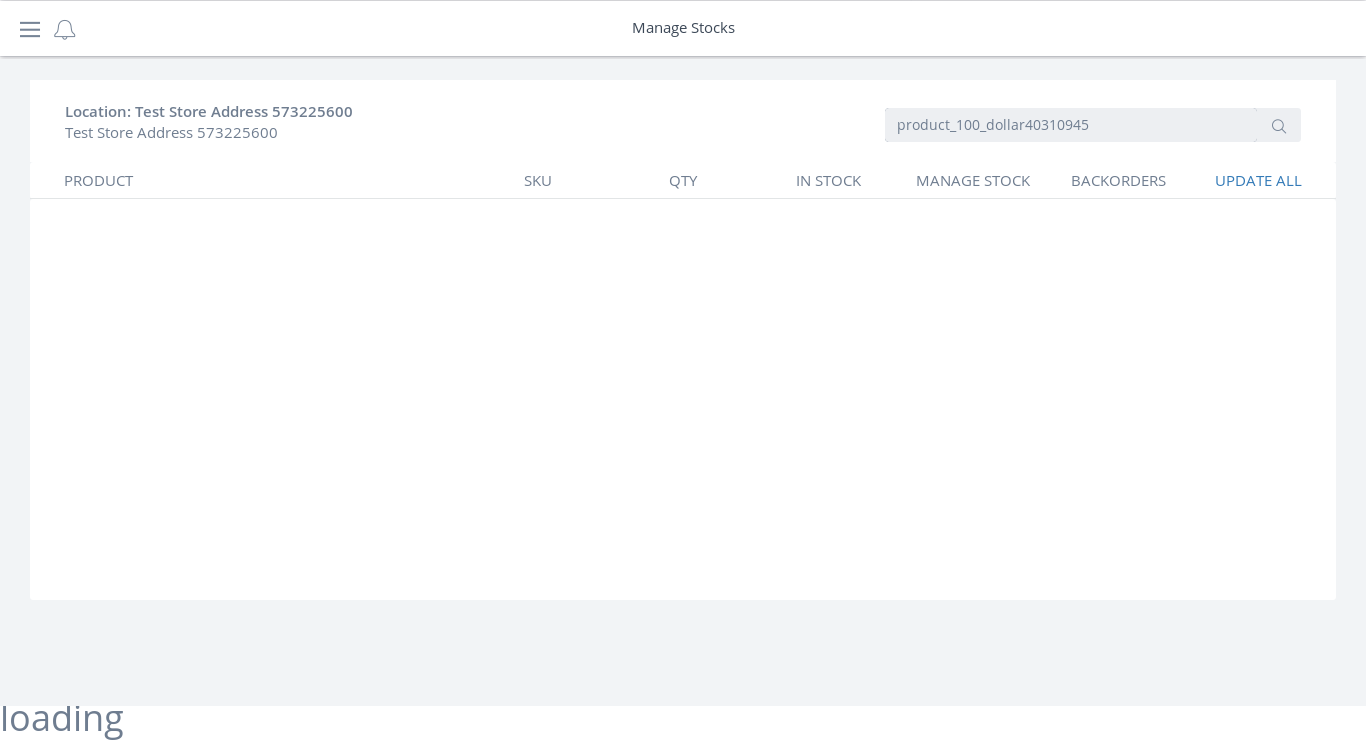 Manage Stocks
Location: Test Store Address 573225600
Test Store Address 573225600
product_100_dollar40310945
PRODUCT SKU QTY IN STOCK MANAGE STOCK BACKORDERS UPDATE ALL
loading